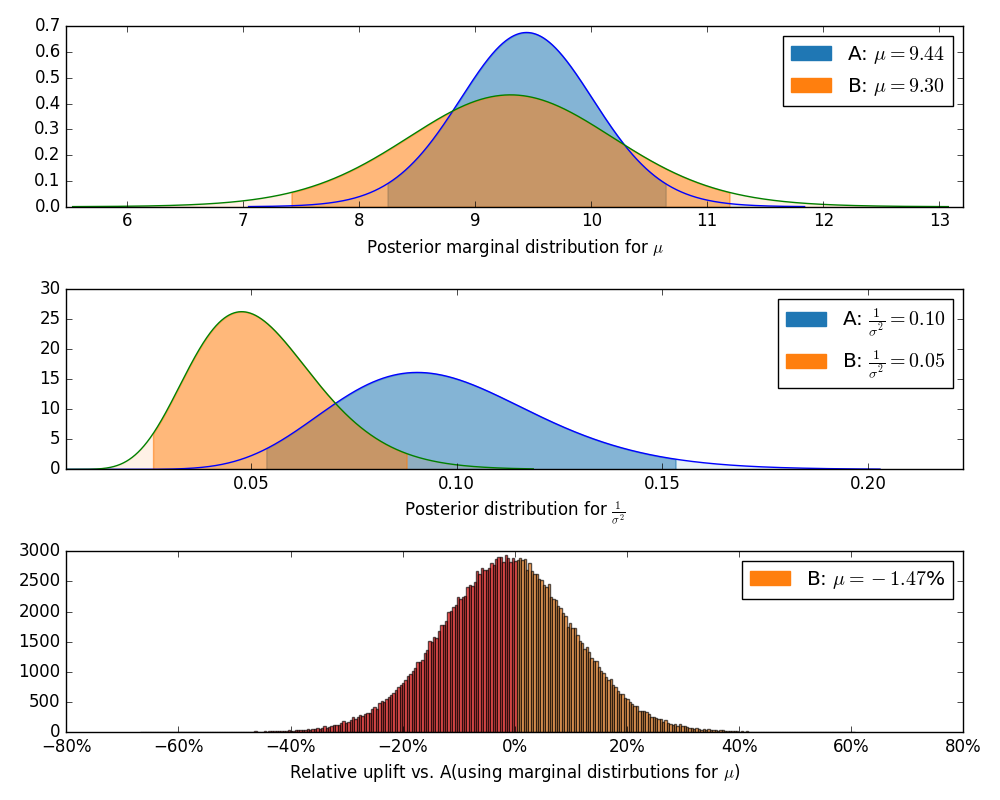 0.7
0.6
0.5
0.4
0.3
0.2
0.1
0.0
A: μ = 9.44
B: μ = 9.30
6 7 8 9 10 11 12 13
Posterior marginal distribution for μ
30
25
20
15
10
5
0
A: 1/σ² = 0.10
B: 1/σ² = 0.05
0.05 0.10 0.15 0.20
Posterior distribution for 1/σ²
3000
2500
2000
1500
1000
500
0
B: μ = −1.47%
−80% −60% −40% −20% 0% 20% 40% 60% 80%
Relative uplift vs. A(using marginal distirbutions for μ)